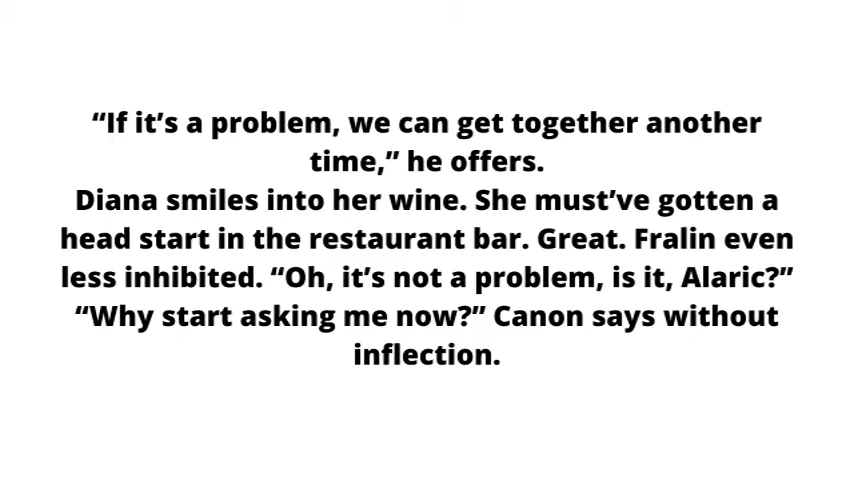 “If it’s a problem, we can get together another
time,” he offers.
Diana smiles into her wine. She must’ve gotten a
head start in the restaurant bar. Great. Fralin even
less inhibited. “Oh, it’s not a problem, is it, Alaric?”
“Why start asking me now?” Canon says without
inflection.